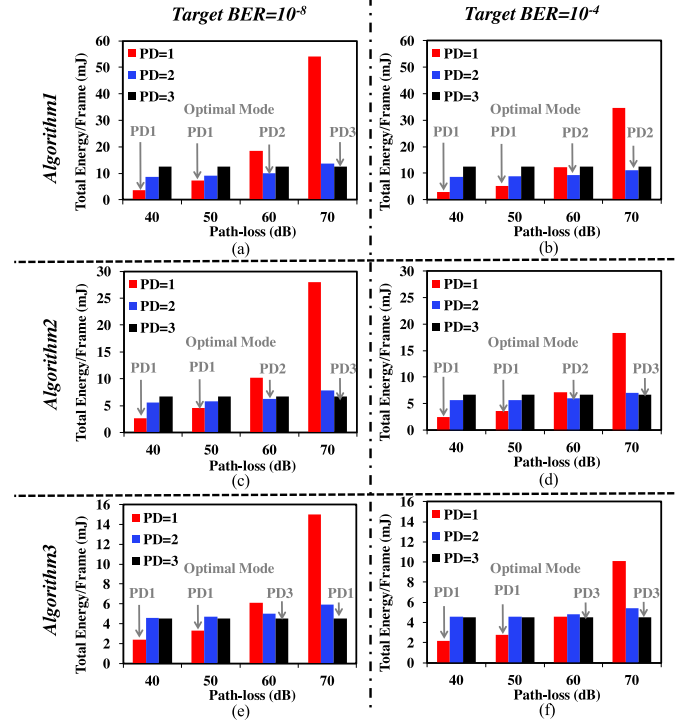 Target BER=10-8
Target BER=10-4
Algorithm1
Total Energy/Frame (mJ)
60
50
40
30
20
10
0
PD=1
PD=2
PD=3
Optimal Mode
PD1
PD1
PD2
PD3
40 50 60 70
Path-loss (dB)
(a)
Total Energy/Frame (mJ)
60
50
40
30
20
10
0
PD=1
PD=2
PD=3
Optimal Mode
PD1
PD1
PD2
PD2
40 50 60 70
Path-loss (dB)
(b)
Algorithm2
Total Energy/Frame (mJ)
30
25
20
15
10
5
0
PD=1
PD=2
PD=3
Optimal Mode
PD1
PD1
PD2
PD3
40 50 60 70
Path-loss (dB)
(c)
Total Energy/Frame (mJ)
30
25
20
15
10
5
0
PD=1
PD=2
PD=3
Optimal Mode
PD1
PD1
PD2
PD3
40 50 60 70
Path-loss (dB)
(d)
Algorithm3
Total Energy/Frame (mJ)
16
14
12
10
8
6
4
2
0
PD=1
PD=2
PD=3
Optimal Mode
PD1
PD1
PD3
PD1
40 50 60 70
Path-loss (dB)
(e)
Total Energy/Frame (mJ)
16
14
12
10
8
6
4
2
0
PD=1
PD=2
PD=3
Optimal Mode
PD1
PD1
PD3
PD3
40 50 60 70
Path-loss (dB)
(f)